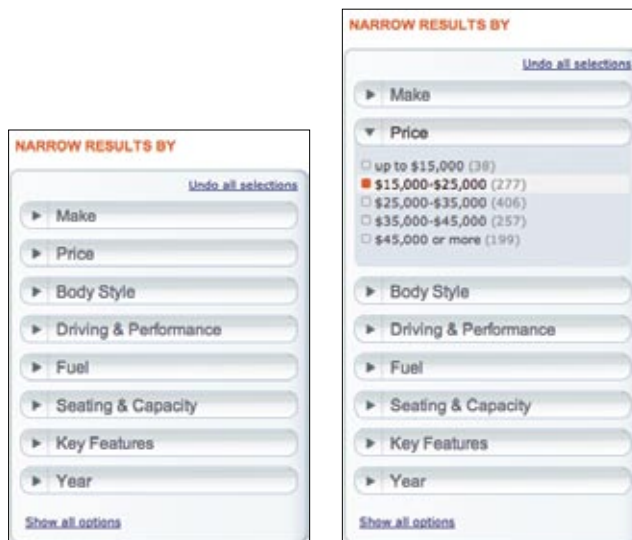 NARROW RESULTS BY
Undo all selections
Make
Price
Body Style
Driving & Performance
Fuel
Seating & Capacity
Key Features
Year
Show all options
NARROW RESULTS BY
Undo all selections
Make
Price
up to $15,000 (38)
$15,000-$25,000 (277)
$25,000-$35,000 (406)
$35,000-$45,000 (257)
$45,000 or more (199)
Body Style
Driving & Performance
Fuel
Seating & Capacity
Key Features
Year
Show all options